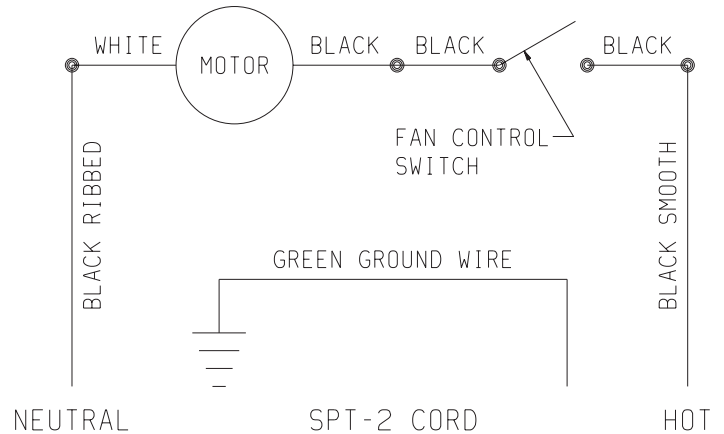 WHITE
MOTOR
BLACK
BLACK
BLACK
FAN CONTROL
SWITCH
BLACK RIBBED
BLACK SMOOTH
GREEN GROUND WIRE
NEUTRAL
SPT-2 CORD
HOT